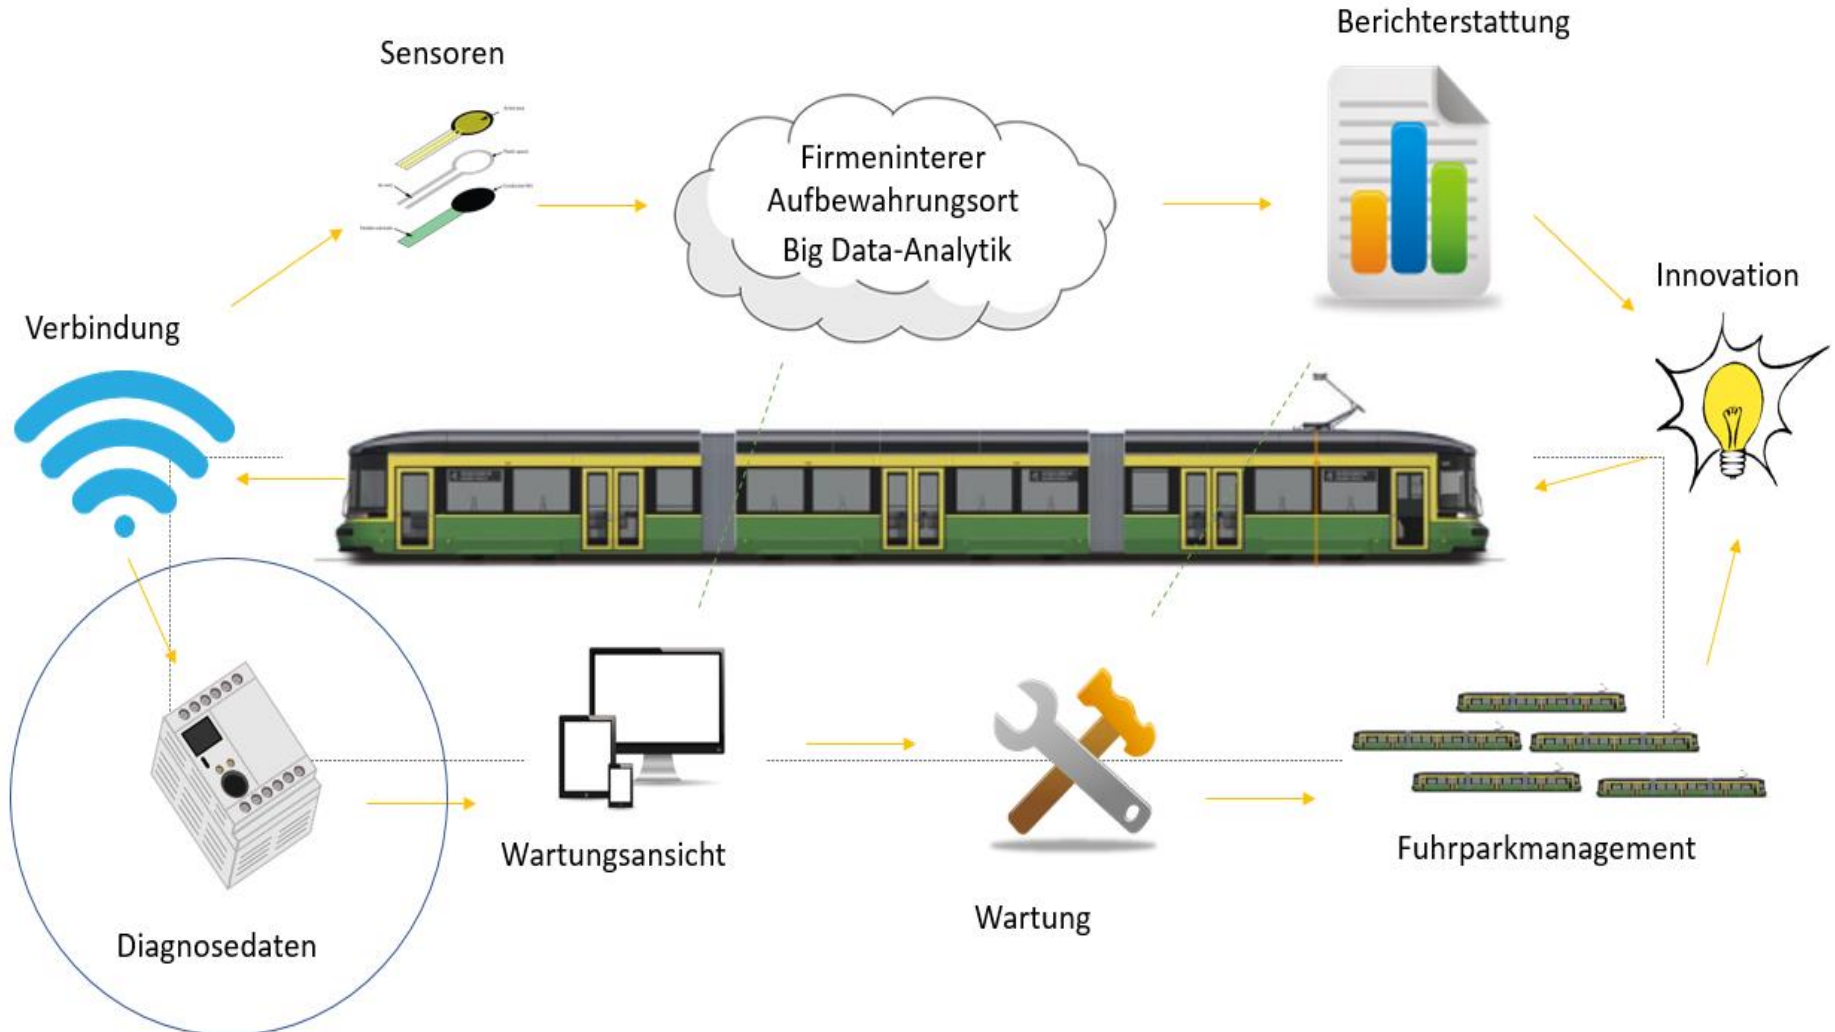 Berichterstattung
Sensoren
Firmeninterer
Aufbewahrungsort
Big Data-Analytik
Innovation
Verbindung
Wartungsansicht
Fuhrparkmanagement
Wartung
Diagnosedaten